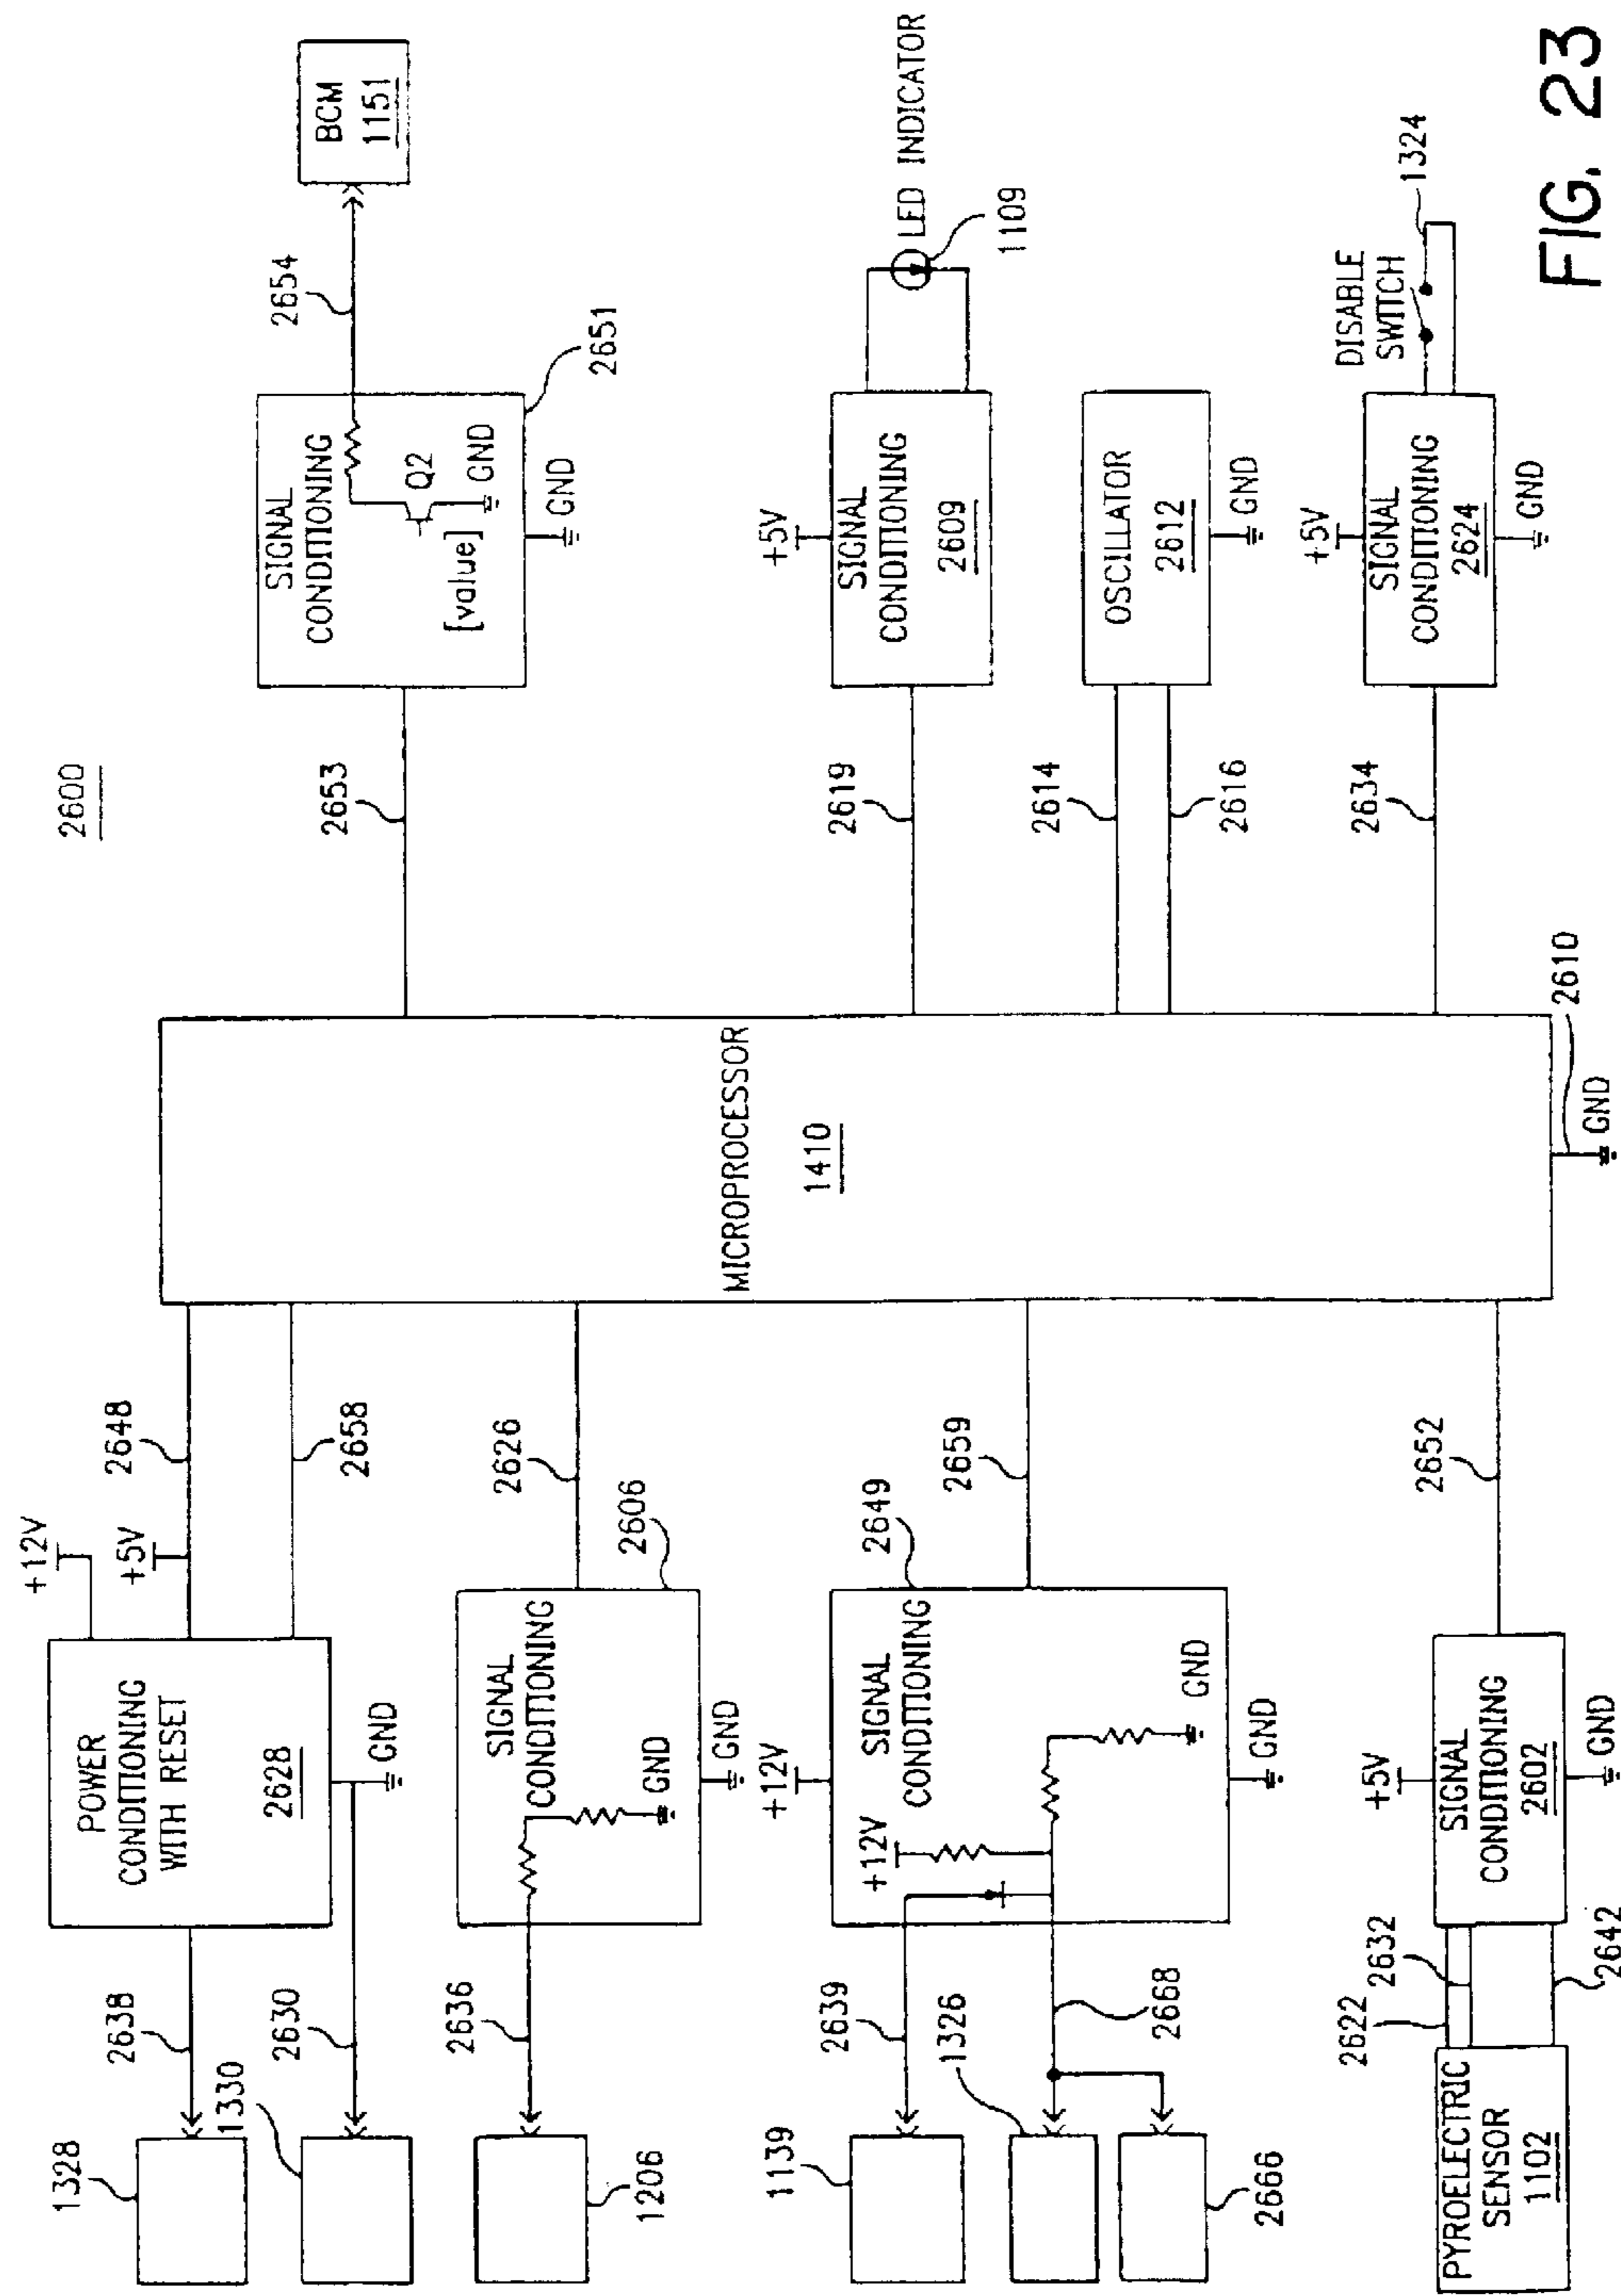 2600
+12V
+5V
POWER
CONDITIONING
WITH RESET
2628
GND
2638
2630
1328
1330
2648
2658
SIGNAL
CONDITIONING
GND
GND
2606
2636
1206
2626
+12V
SIGNAL
CONDITIONING
+12V
GND
GND
2649
2639
1139
1326
2668
2666
2659
+5V
SIGNAL
CONDITIONING
2602
GND
2622
2632
2642
PYROELECTRIC
SENSOR
1102
2652
MICROPROCESSOR
1410
2610
GND
2653
SIGNAL
CONDITIONING
Q2
[value]
GND
GND
2651
2654
BCM
1151
2619
+5V
SIGNAL
CONDITIONING
2609
LED INDICATOR
1109
2614
2616
OSCILLATOR
2612
GND
2634
+5V
SIGNAL
CONDITIONING
2624
GND
DISABLE
SWITCH
1324
FIG. 23